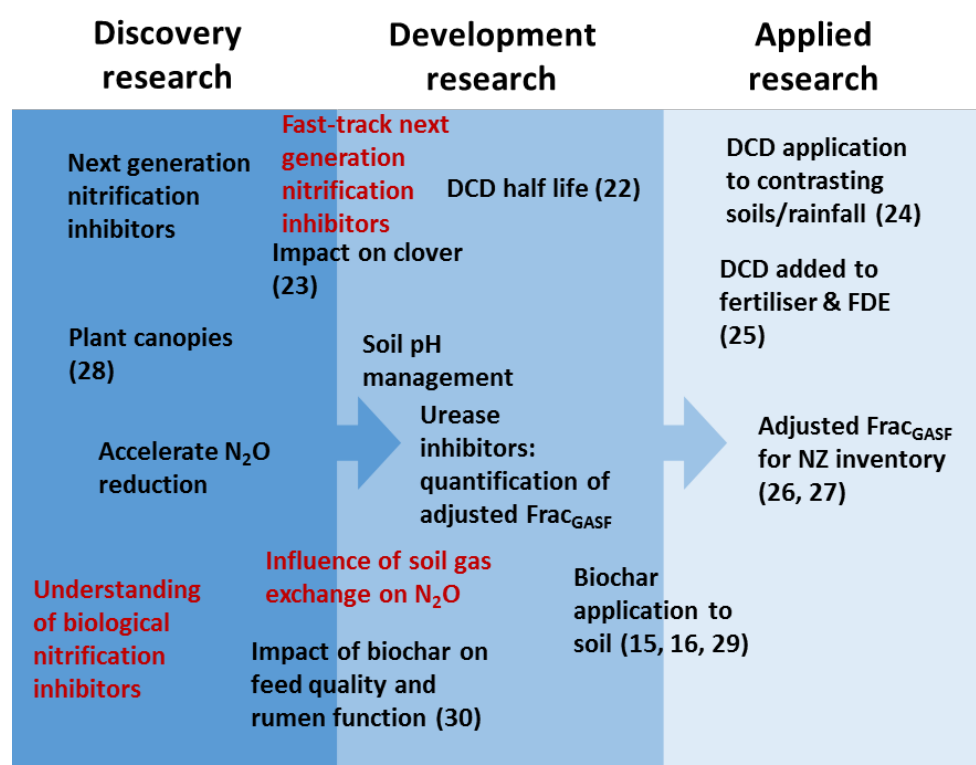 Discovery
research
Development
research
Applied
research
Next generation
nitrification
inhibitors
Fast-track next
generation
nitrification
inhibitors
DCD half life (22)
DCD application
to contrasting
soils/rainfall (24)
Impact on clover
(23)
DCD added to
fertiliser & FDE
(25)
Plant canopies
(28)
Soil pH
management
Accelerate N₂O
reduction
Urease
inhibitors:
quantification of
adjusted Frac_GASF
Adjusted Frac_GASF
for NZ inventory
(26, 27)
Understanding
of biological
nitrification
inhibitors
Influence of soil gas
exchange on N₂O
Biochar
application to
soil (15, 16, 29)
Impact of biochar on
feed quality and
rumen function (30)